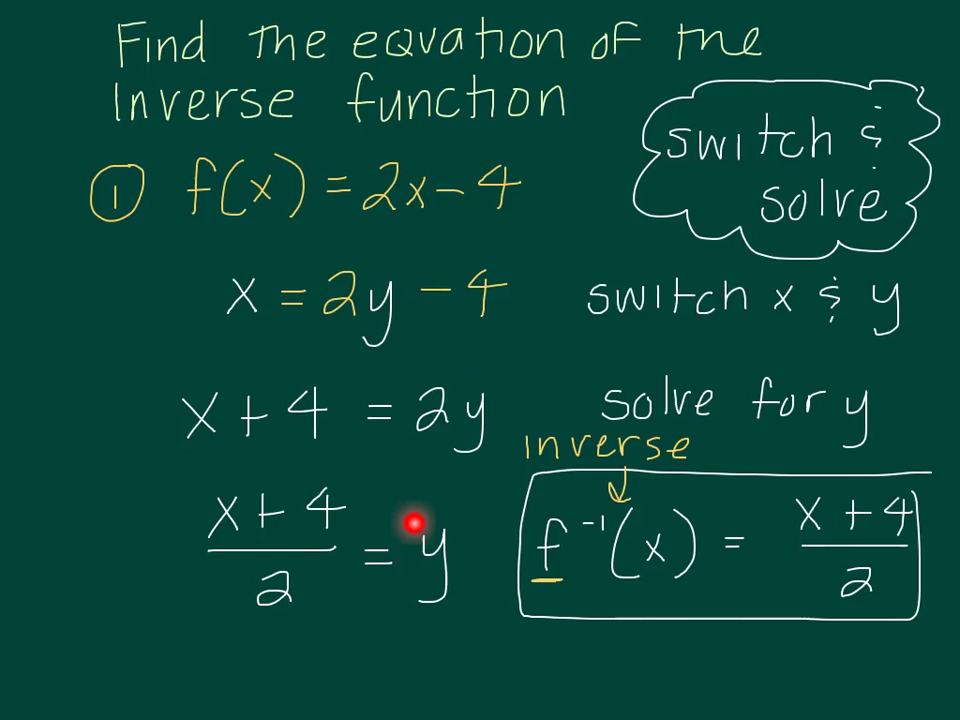 Find the equation of the
Inverse function
switch &
solve
① f(x) = 2x - 4
x = 2y - 4
switch x & y
x + 4 = 2y
solve for y
inverse
x + 4
2
= y
f⁻¹(x) =
x + 4
2